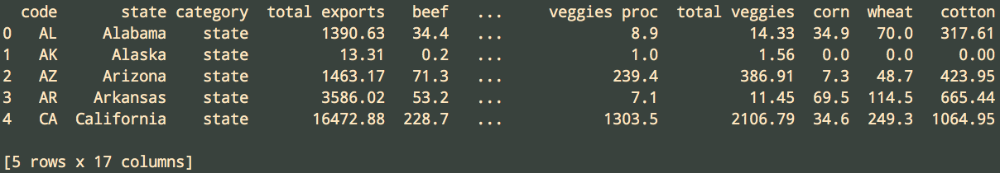 code state category total exports beef ... veggies proc total veggies corn wheat cotton
0 AL Alabama state 1390.63 34.4 ... 8.9 14.33 34.9 70.0 317.61
1 AK Alaska state 13.31 0.2 ... 1.0 1.56 0.0 0.0 0.00
2 AZ Arizona state 1463.17 71.3 ... 239.4 386.91 7.3 48.7 423.95
3 AR Arkansas state 3586.02 53.2 ... 7.1 11.45 69.5 114.5 665.44
4 CA California state 16472.88 228.7 ... 1303.5 2106.79 34.6 249.3 1064.95
[5 rows x 17 columns]